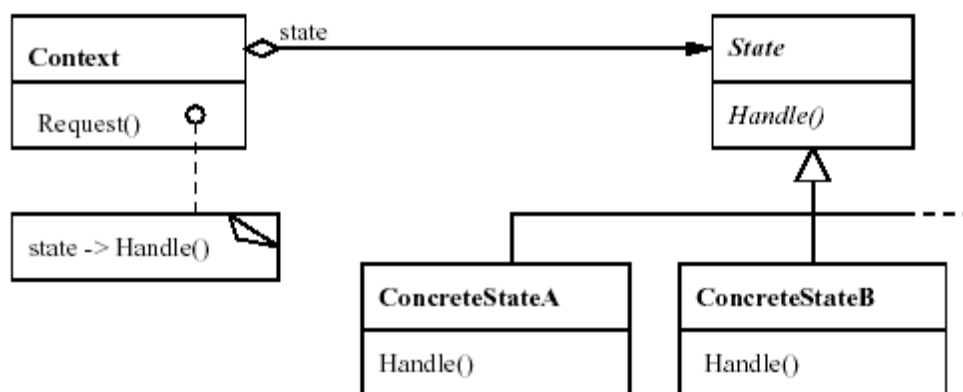 state
Context
State
Request()
Handle()
state -> Handle()
ConcreteStateA
ConcreteStateB
Handle()
Handle()